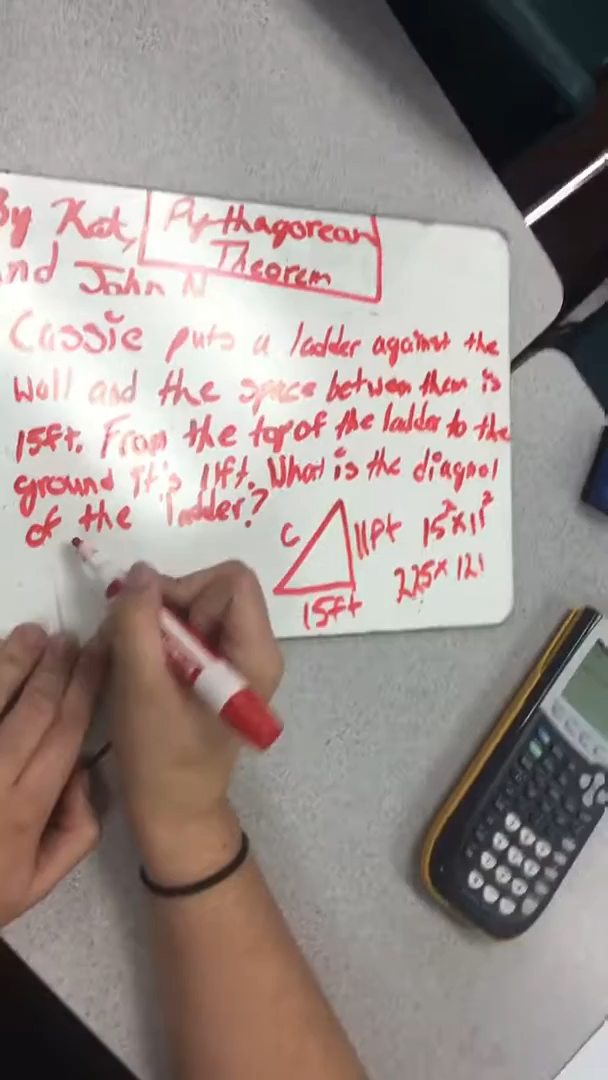 By Kat,
and John N
Pythagorean
Theorem
Cassie puts a ladder against the
wall and the space between them is
15ft. From the top of the ladder to the
ground it's 11ft. What is the diagnol
of the ladder?
C
11ft
15ft
15² × 11²
225 × 121